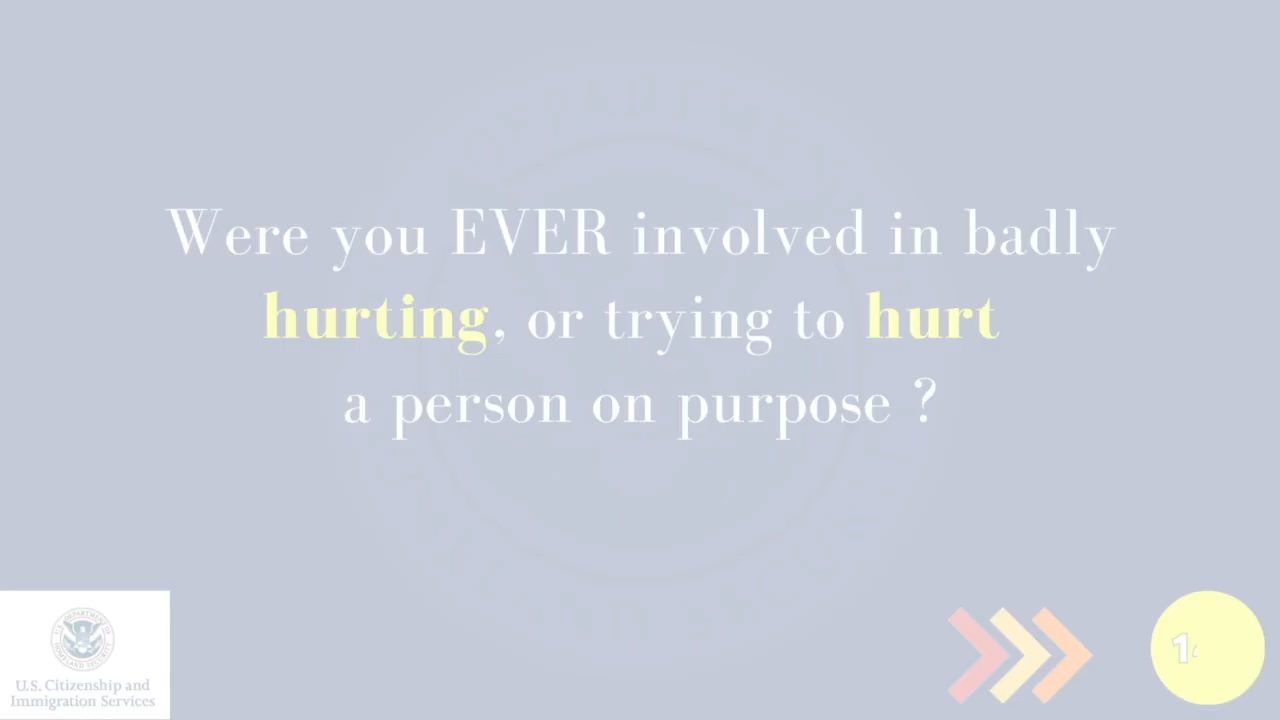 Were you EVER involved in badly
hurting, or trying to hurt
a person on purpose ?
U.S. Citizenship and
Immigration Services